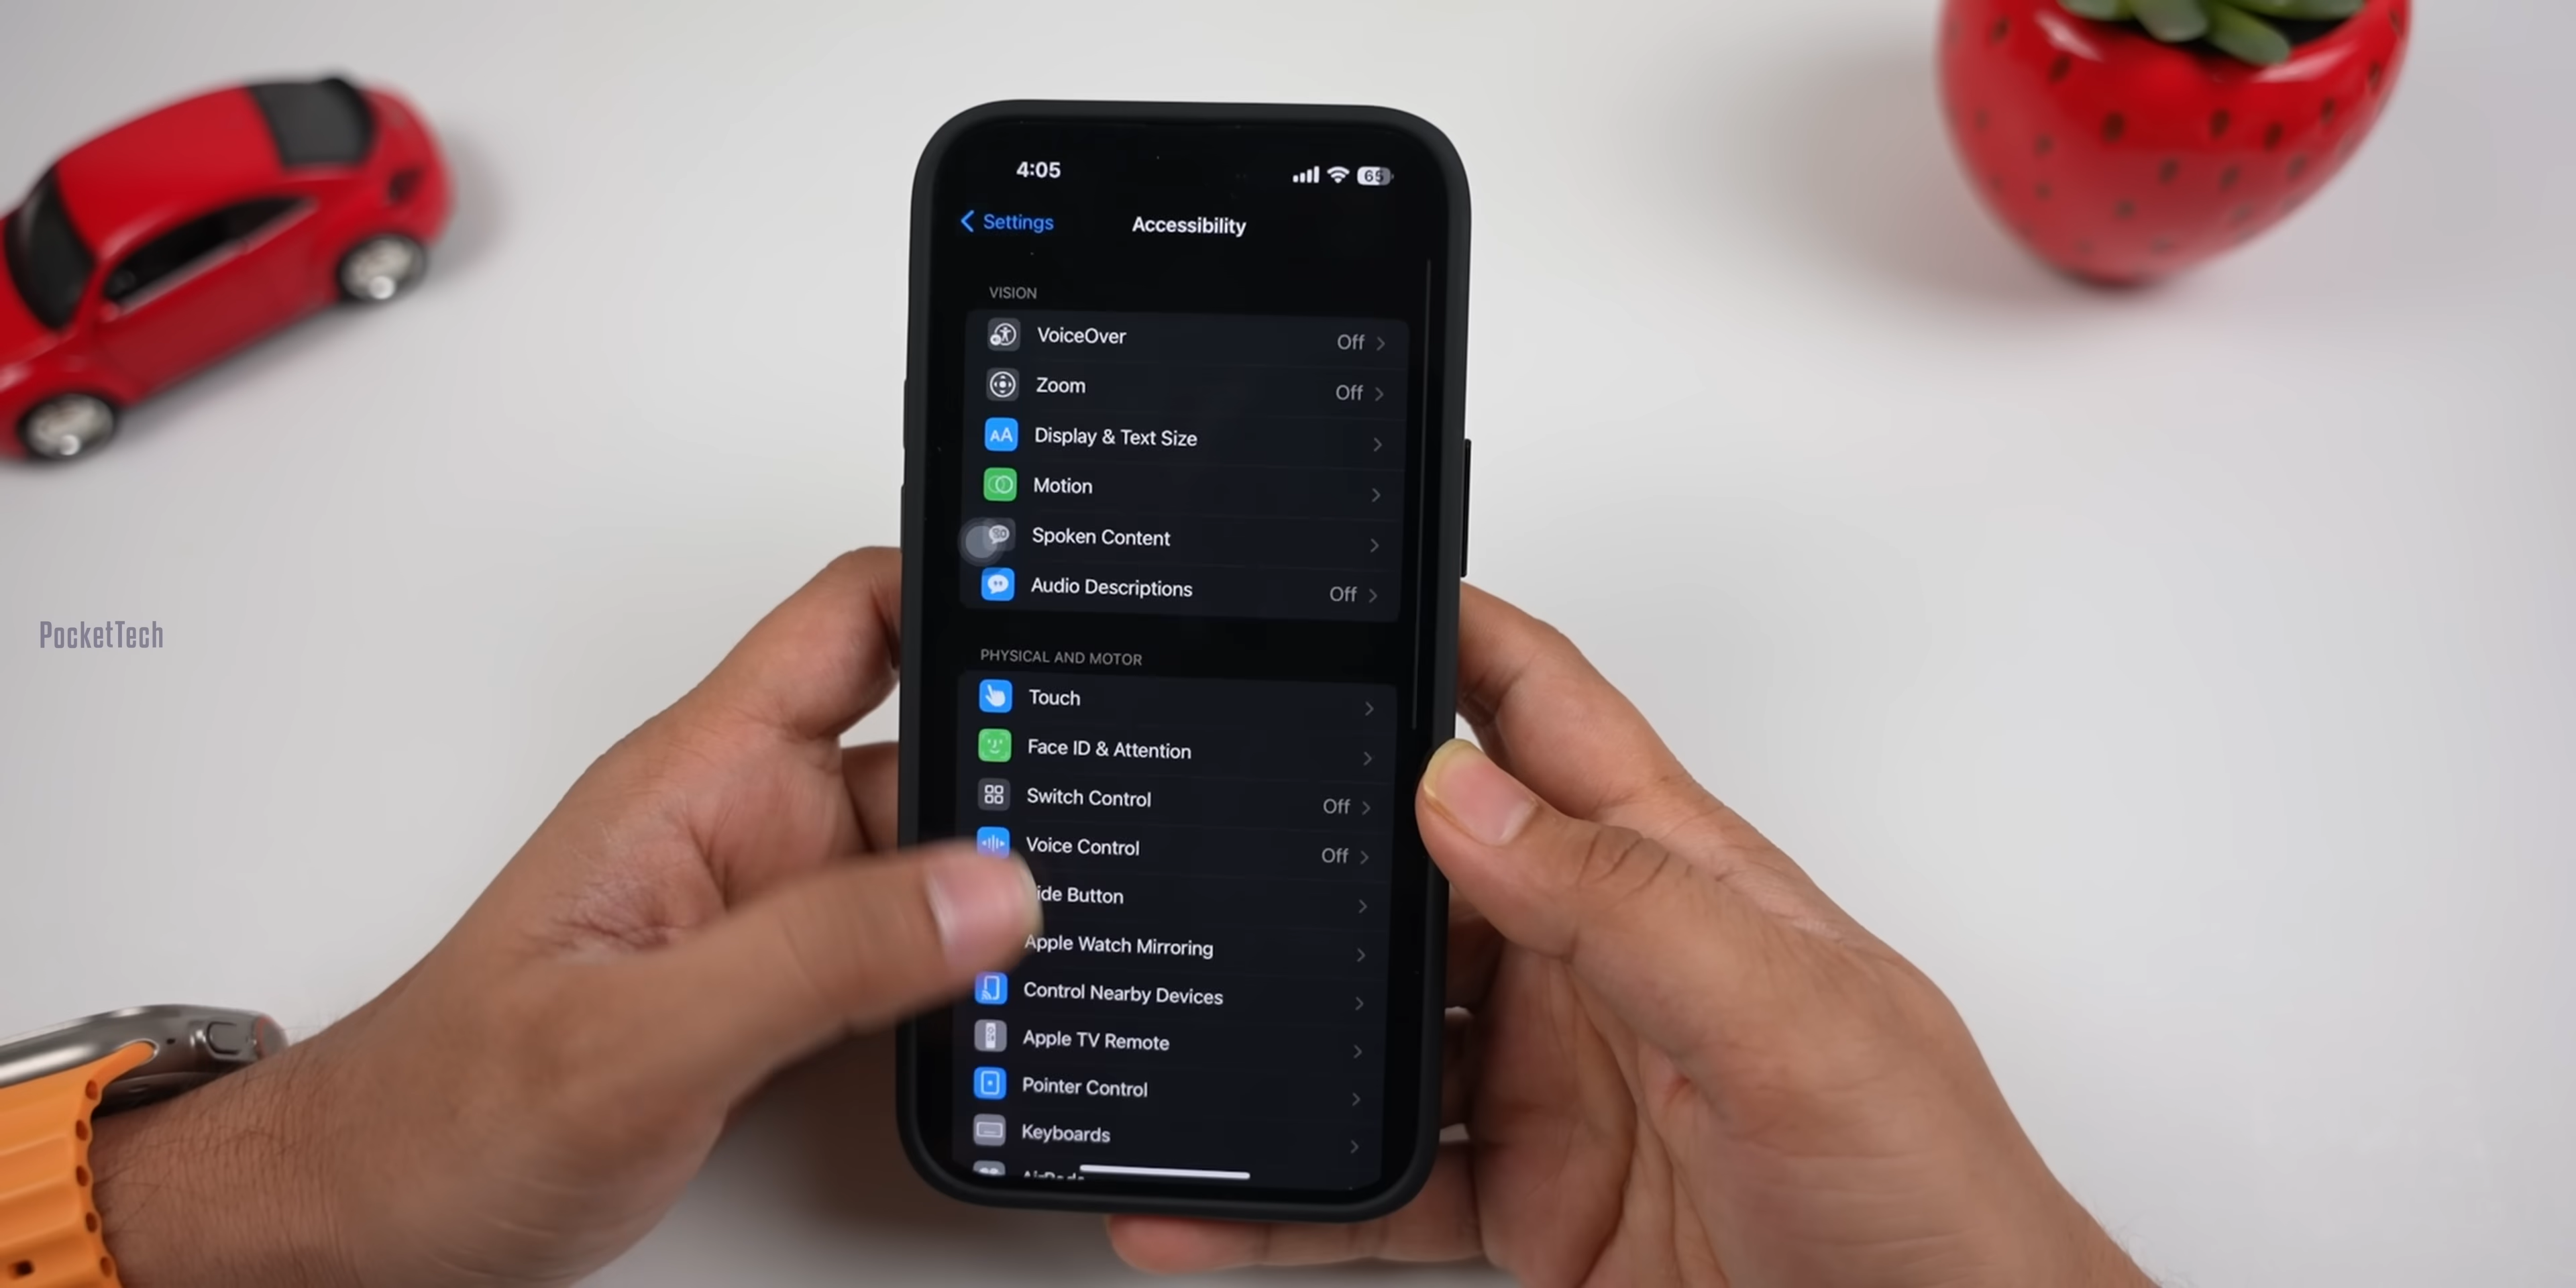 4:05
65
Settings
Accessibility
VISION
VoiceOver Off
Zoom Off
Display & Text Size
AA
Motion
Spoken Content
Audio Descriptions Off
PocketTech
PHYSICAL AND MOTOR
Touch
Face ID & Attention
Switch Control Off
Voice Control Off
ide Button
Apple Watch Mirroring
Control Nearby Devices
Apple TV Remote
Pointer Control
Keyboards